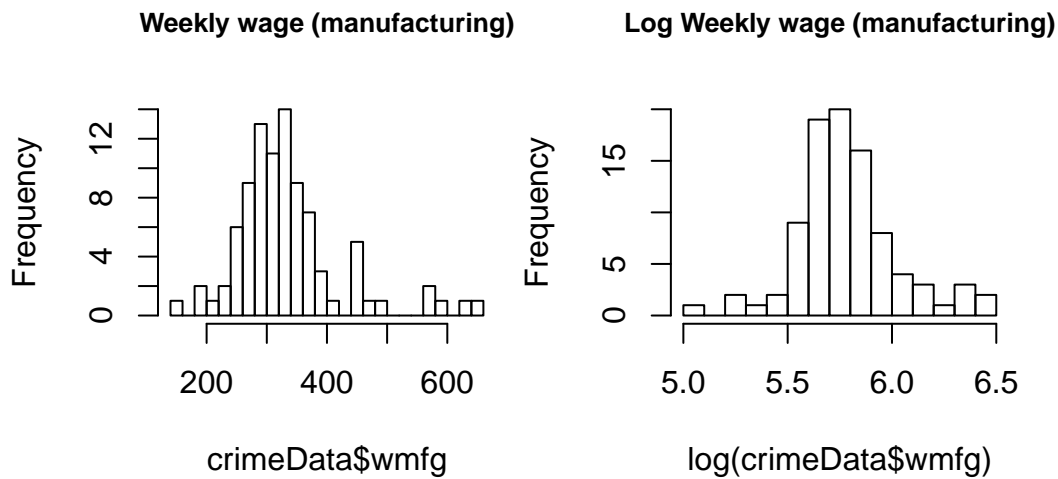 Weekly wage (manufacturing)
Frequency
0 4 8 12
200 400 600
crimeData$wmfg
Log Weekly wage (manufacturing)
Frequency
0 5 15
5.0 5.5 6.0 6.5
log(crimeData$wmfg)